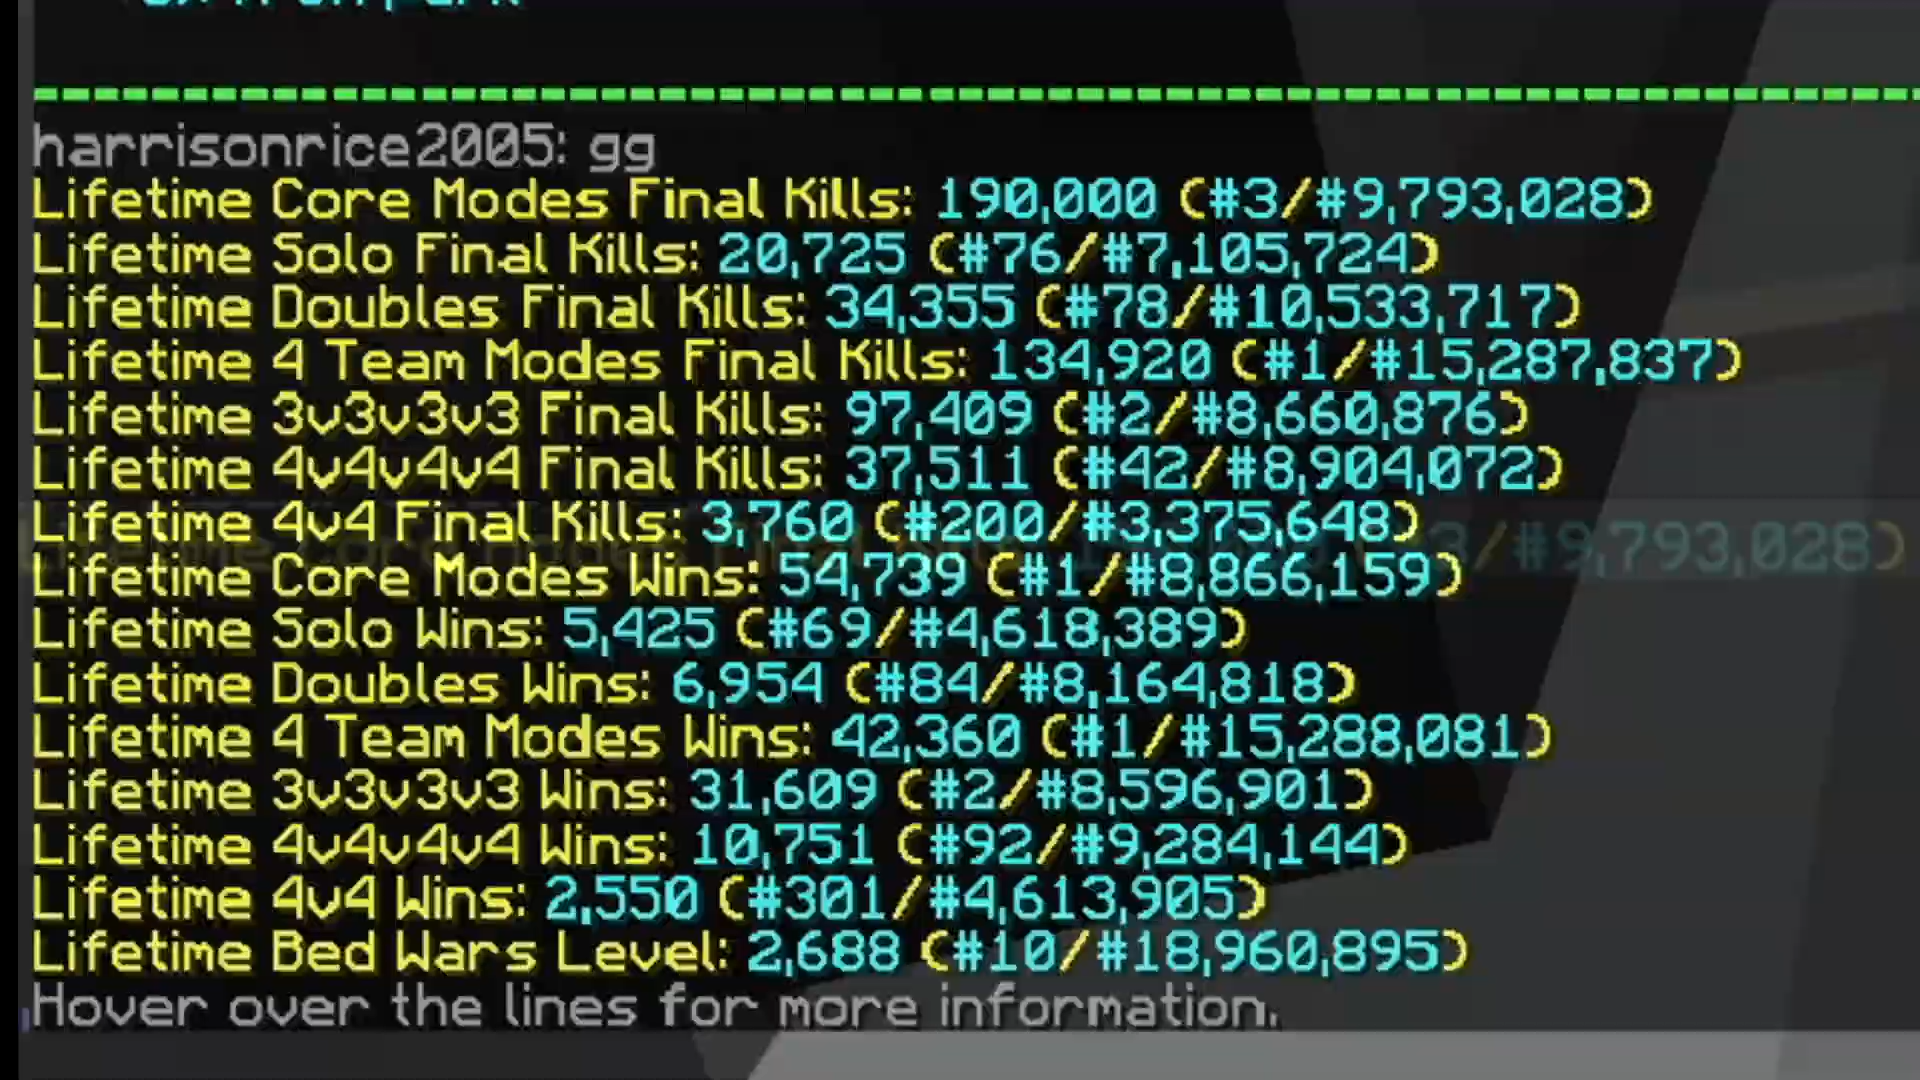 harrisonrice2005: gg
Lifetime Core Modes Final Kills: 190,000 (#3/#9,793,028)
Lifetime Solo Final Kills: 20,725 (#76/#7,105,724)
Lifetime Doubles Final Kills: 34,355 (#78/#10,533,717)
Lifetime 4 Team Modes Final Kills: 134,920 (#1/#15,287,837)
Lifetime 3v3v3v3 Final Kills: 97,409 (#2/#8,660,876)
Lifetime 4v4v4v4 Final Kills: 37,511 (#42/#8,904,072)
Lifetime 4v4 Final Kills: 3,760 (#200/#3,375,648)
Lifetime Core Modes Wins: 54,739 (#1/#8,866,159)
Lifetime Solo Wins: 5,425 (#69/#4,618,389)
Lifetime Doubles Wins: 6,954 (#84/#8,164,818)
Lifetime 4 Team Modes Wins: 42,360 (#1/#15,288,081)
Lifetime 3v3v3v3 Wins: 31,609 (#2/#8,596,901)
Lifetime 4v4v4v4 Wins: 10,751 (#92/#9,284,144)
Lifetime 4v4 Wins: 2,550 (#301/#4,613,905)
Lifetime Bed Wars Level: 2,688 (#10/#18,960,895)
Hover over the lines for more information.